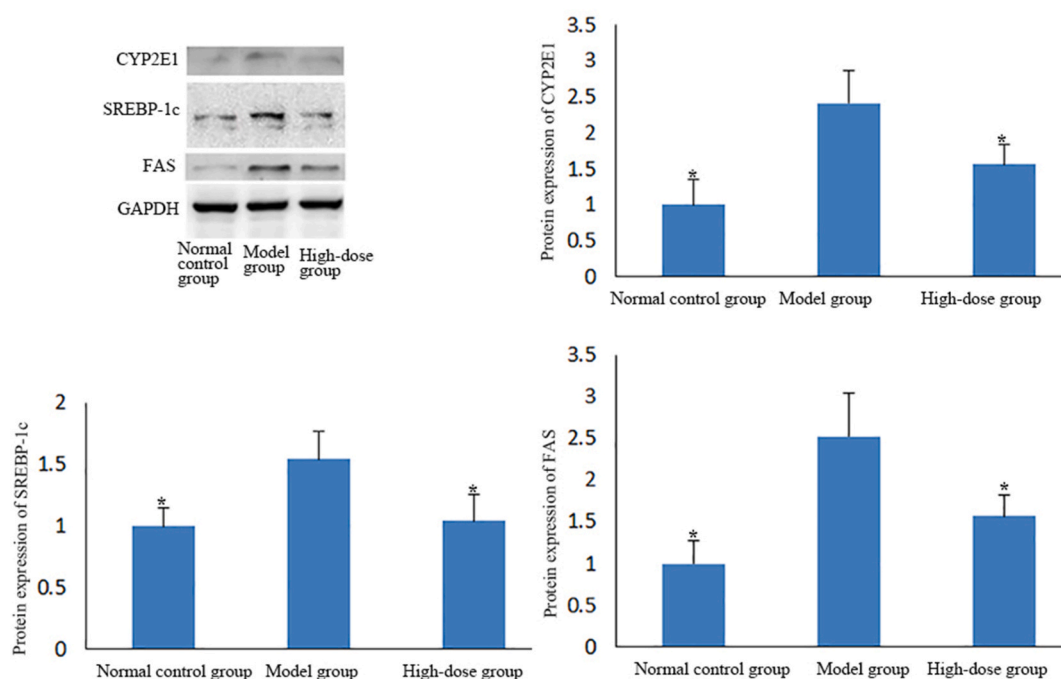 CYP2E1
SREBP-1c
FAS
GAPDH
Normal control group
Model group
High-dose group
Protein expression of CYP2E1
3.5
3
2.5
2
1.5
1
0.5
0
*
*
Normal control group
Model group
High-dose group
Protein expression of SREBP-1c
2
1.5
1
0.5
0
*
*
Normal control group
Model group
High-dose group
Protein expression of FAS
3.5
3
2.5
2
1.5
1
0.5
0
*
*
Normal control group
Model group
High-dose group